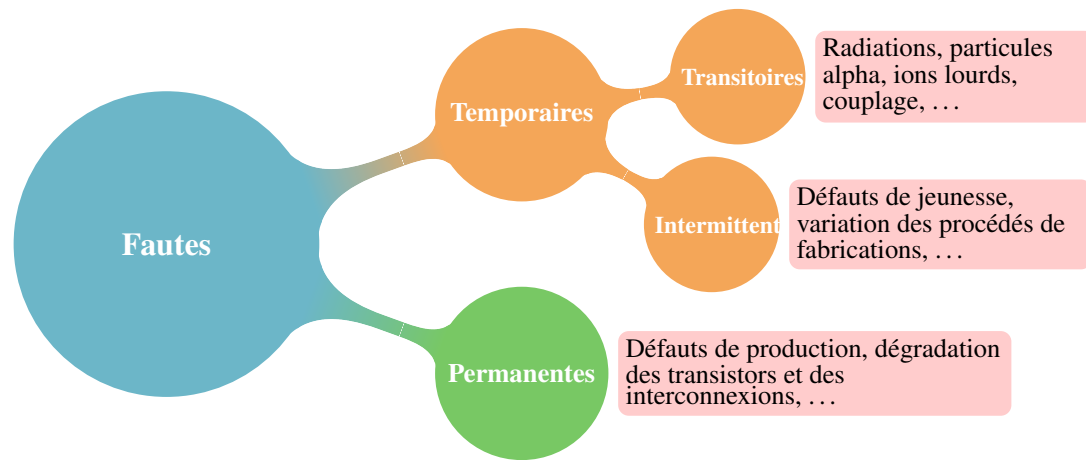 Fautes
Temporaires
Transitoires
Radiations, particules
alpha, ions lourds,
couplage, …
Intermittent
Défauts de jeunesse,
variation des procédés de
fabrications, …
Permanentes
Défauts de production, dégradation
des transistors et des
interconnexions, …